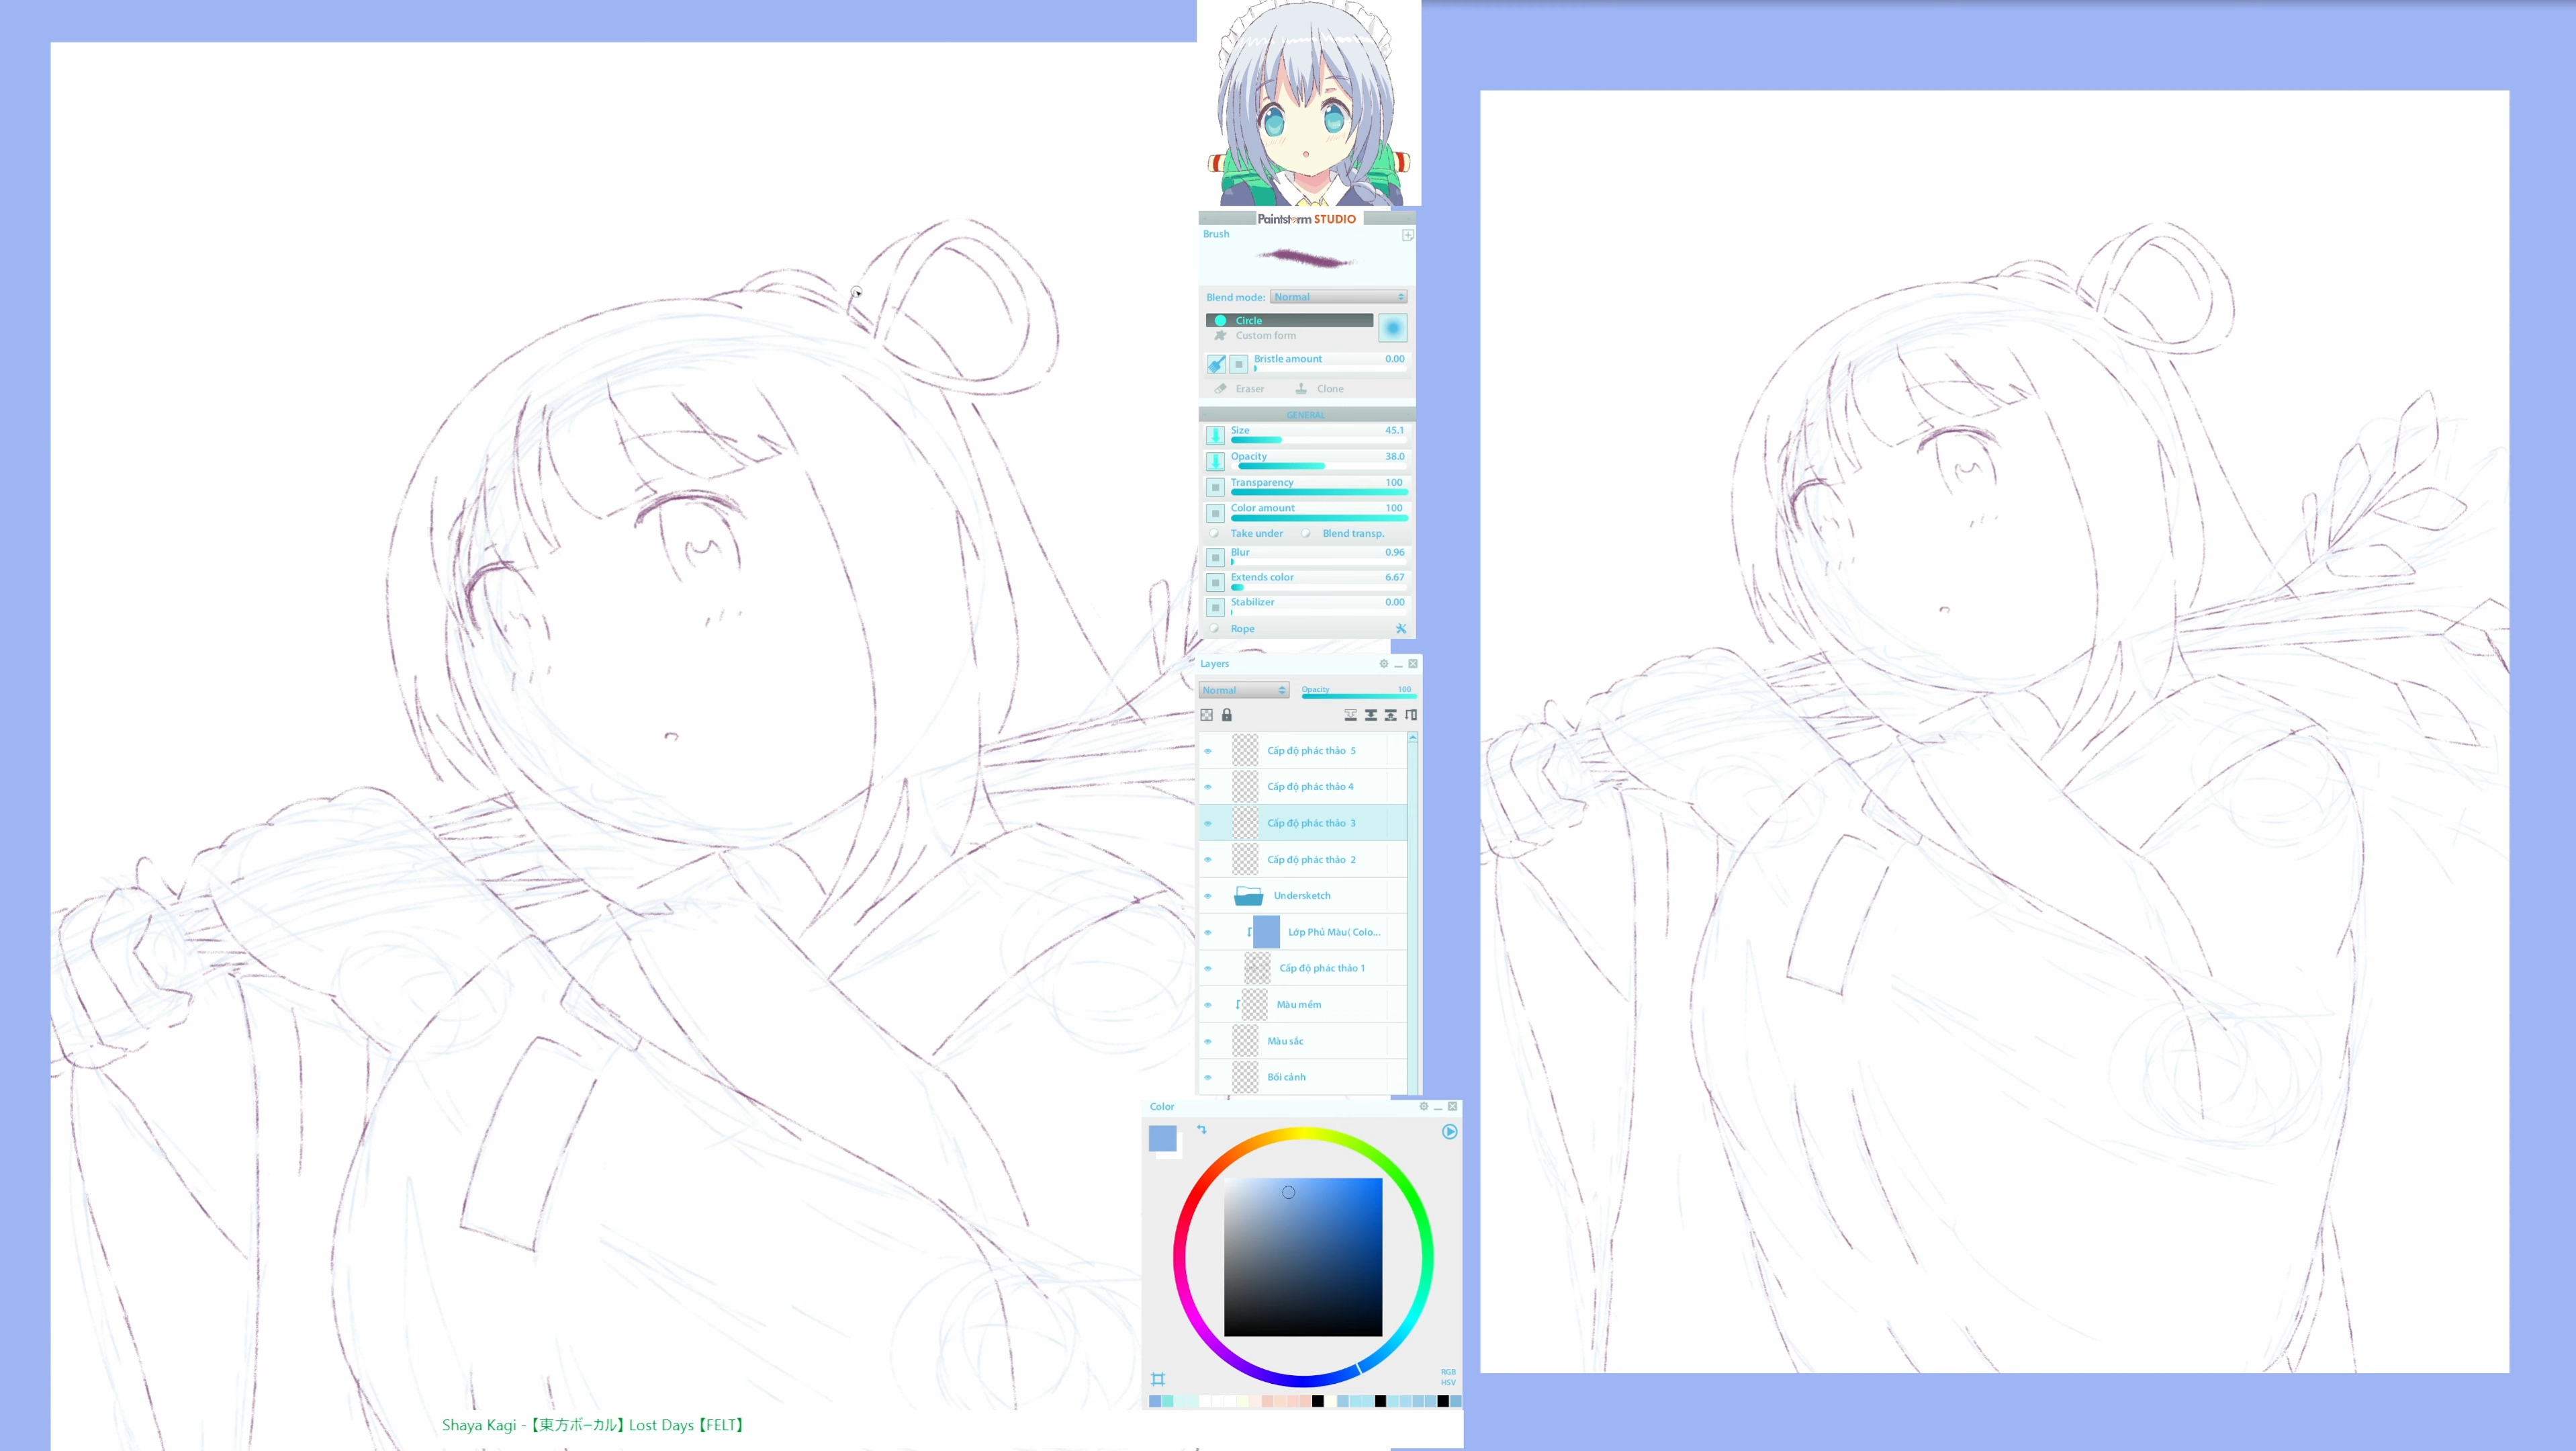 Paintstorm STUDIO
Brush
Blend mode: Normal
Circle
Custom form
Bristle amount 0.00
Eraser Clone
GENERAL
Size 45.1
Opacity 38.0
Transparency 100
Color amount 100
Take under Blend transp.
Blur 0.96
Extends color 6.67
Stabilizer 0.00
Rope
Layers
Normal Opacity 100
Cấp độ phác thảo 5
Cấp độ phác thảo 4
Cấp độ phác thảo 3
Cấp độ phác thảo 2
Undersketch
Lớp Phủ Màu( Colo...
Cấp độ phác thảo 1
Màu mềm
Màu sắc
Bối cảnh
Color
RGB
HSV
Shaya Kagi -【東方ボーカル】Lost Days【FELT】